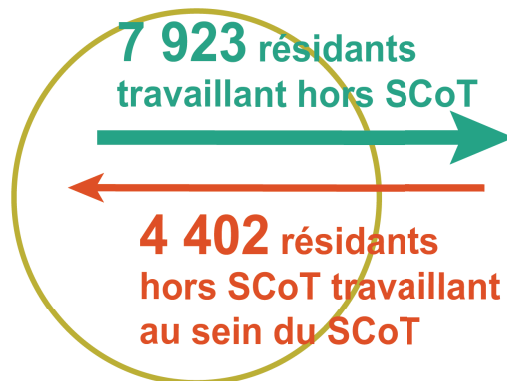 7 923 résidants
travaillant hors SCoT
4 402 résidants
hors SCoT travaillant
au sein du SCoT